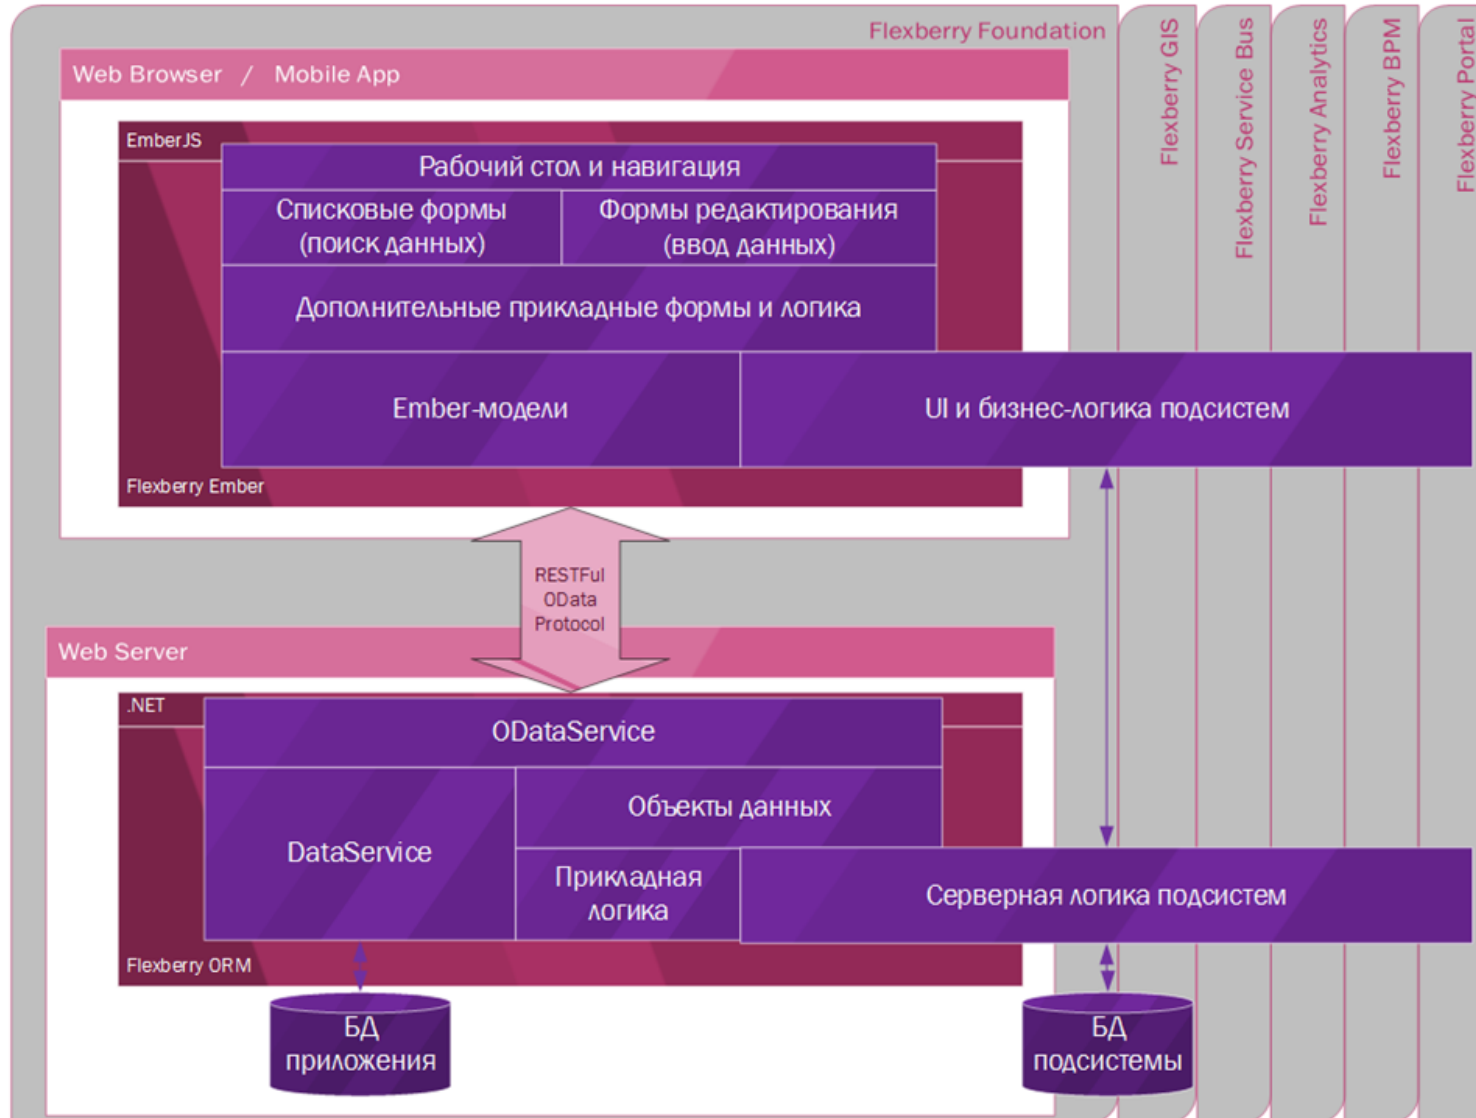 Flexberry Foundation
Flexberry GIS
Flexberry Service Bus
Flexberry Analytics
Flexberry BPM
Flexberry Portal
Web Browser / Mobile App
EmberJS
Рабочий стол и навигация
Списковые формы
(поиск данных)
Формы редактирования
(ввод данных)
Дополнительные прикладные формы и логика
Ember-модели
UI и бизнес-логика подсистем
Flexberry Ember
RESTFul
OData
Protocol
Web Server
.NET
ODataService
DataService
Объекты данных
Прикладная
логика
Серверная логика подсистем
Flexberry ORM
БД
приложения
БД
подсистемы